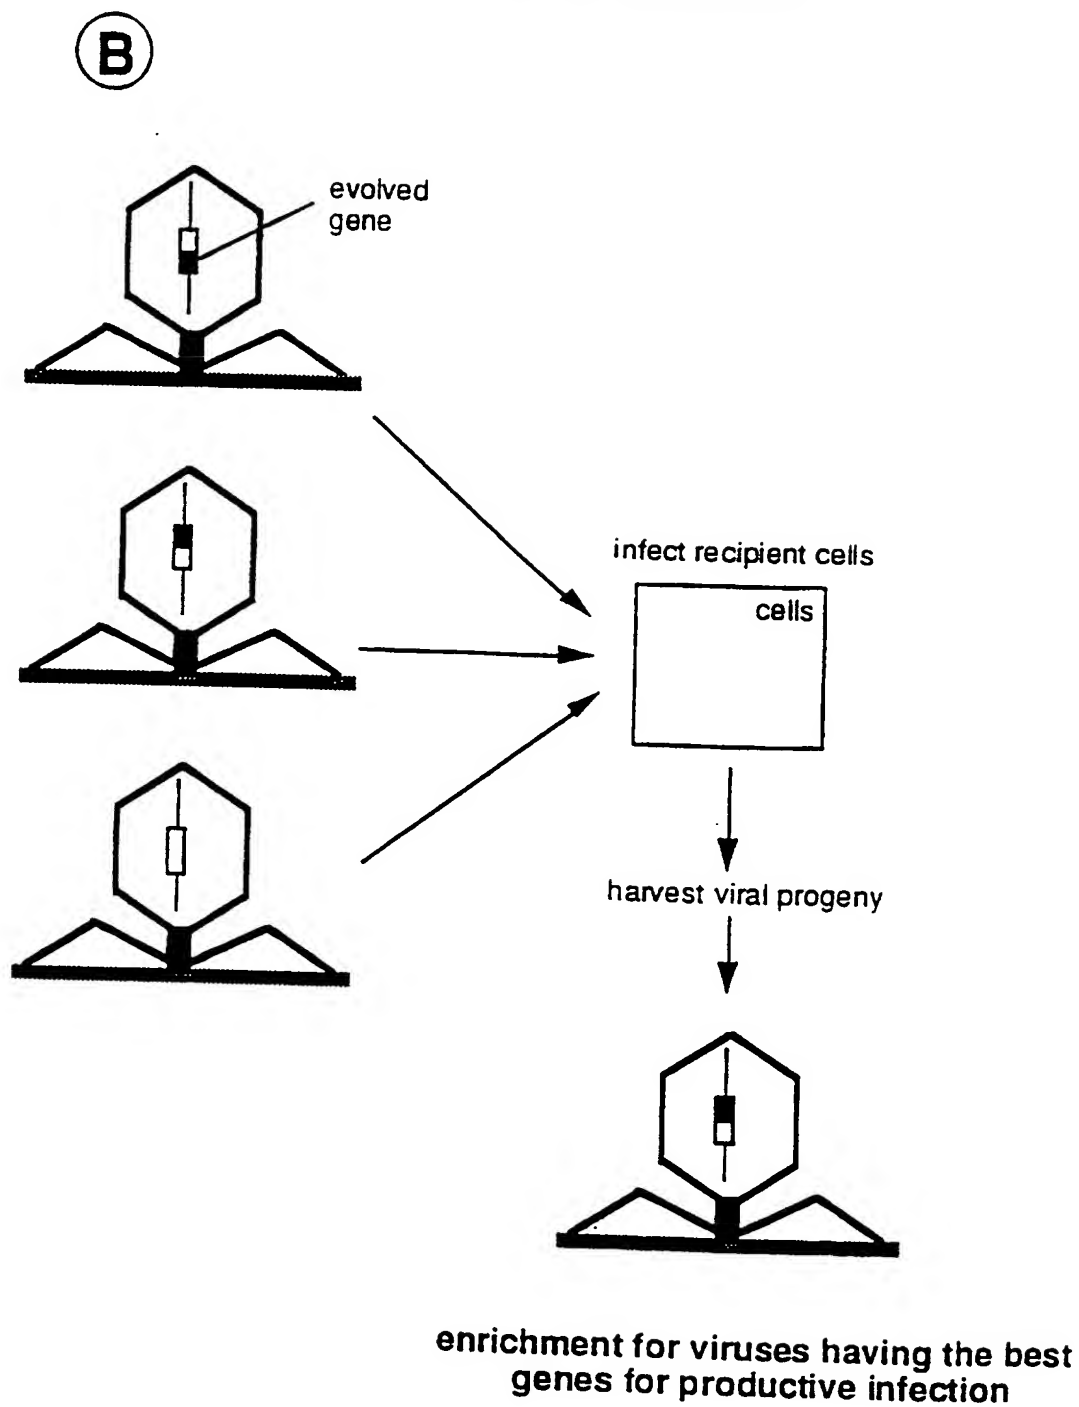 B
evolved
gene
infect recipient cells
cells
harvest viral progeny
enrichment for viruses having the best
genes for productive infection